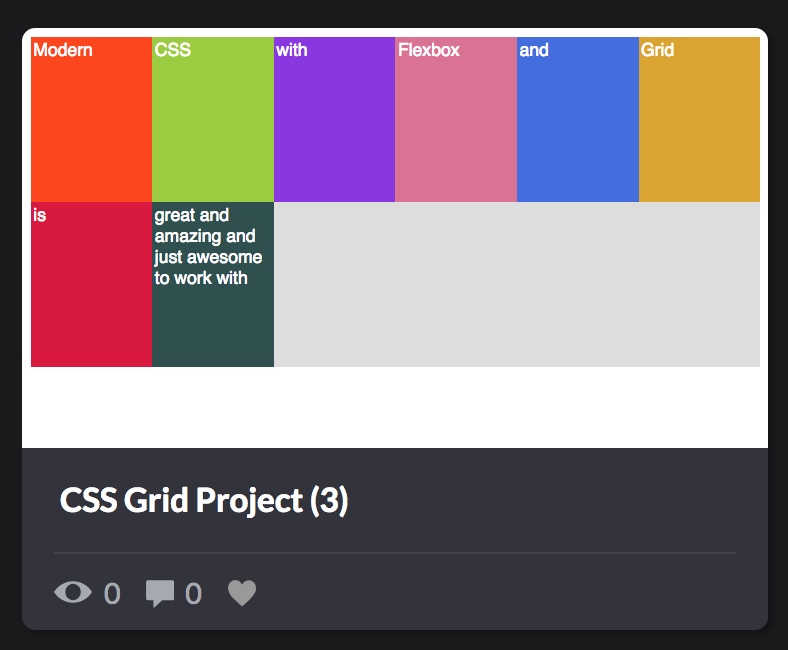 Modern
CSS
with
Flexbox
and
Grid
is
great and
amazing and
just awesome
to work with
CSS Grid Project (3)
0
0